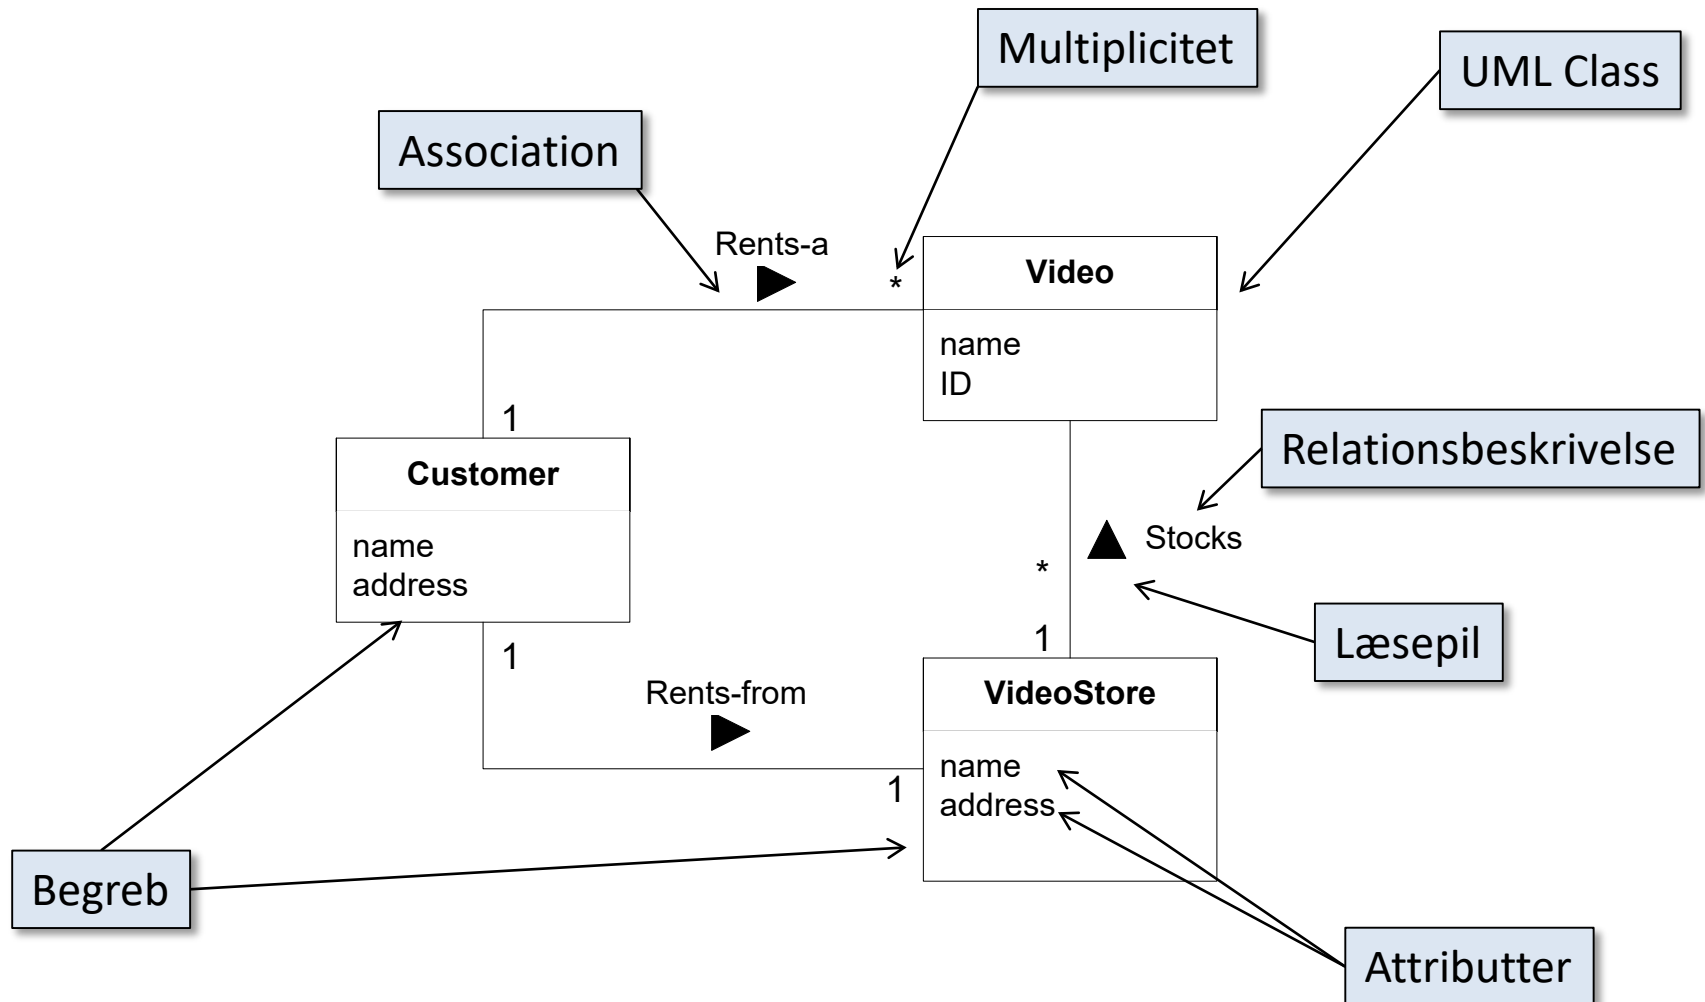 Multiplicitet
UML Class
Association
Rents-a
*
Video
name
ID
1
Customer
name
address
Relationsbeskrivelse
Stocks
*
Læsepil
1
1
Rents-from
VideoStore
name
address
1
Begreb
Attributter